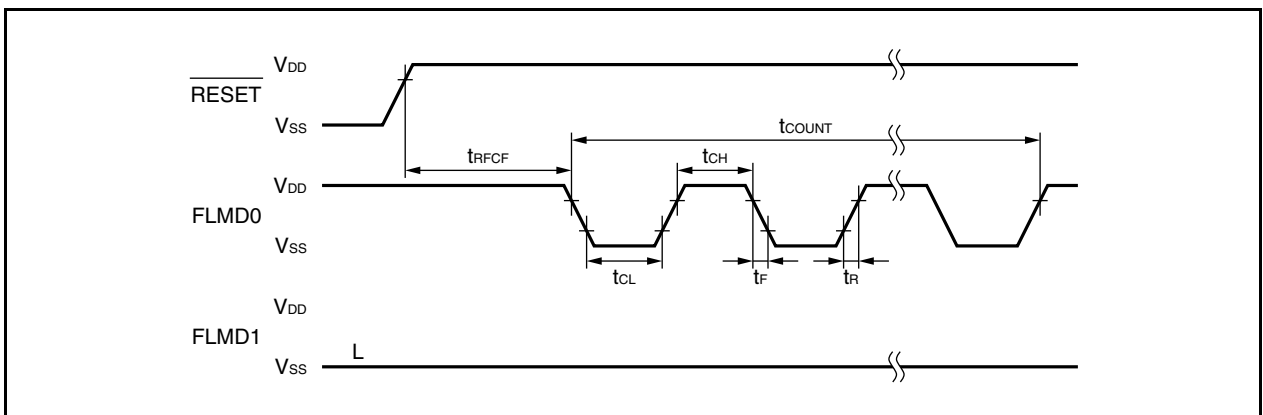 VDD
RESET
VSS
tCOUNT
tRFCF
tCH
VDD
FLMD0
VSS
tCL
tF
tR
VDD
FLMD1
L
VSS